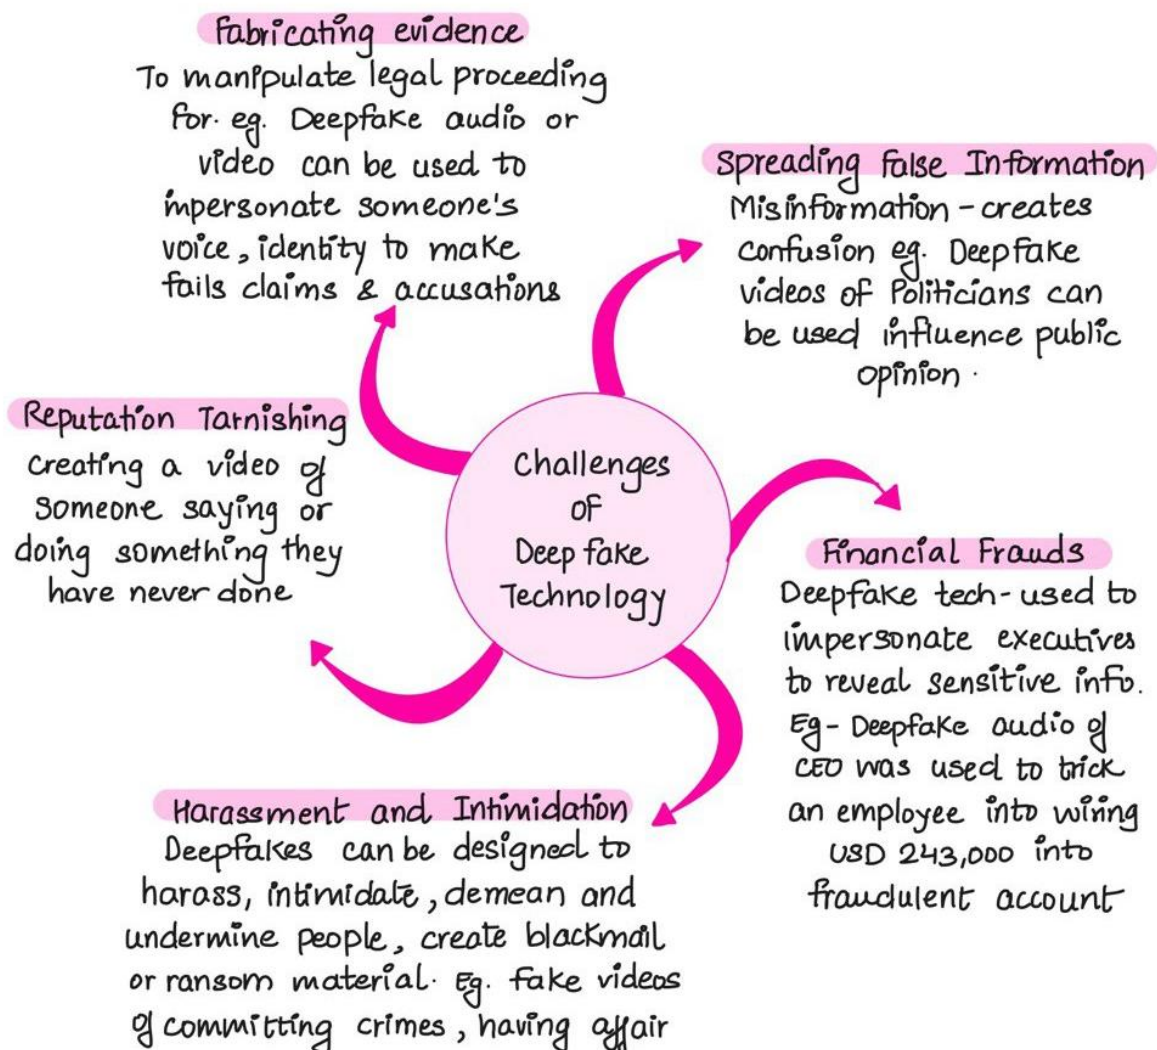 Fabricating evidence
To manipulate legal proceeding
for. eg. Deepfake audio or
video can be used to
impersonate someone's
voice, identity to make
fails claims & accusations
Spreading False Information
Misinformation - creates
confusion eg. Deepfake
videos of Politicians can
be used influence public
opinion.
Reputation Tarnishing
creating a video of
someone saying or
doing something they
have never done
Challenges
of
Deep fake
Technology
Financial Frauds
Deepfake tech- used to
impersonate executives
to reveal sensitive info.
Eg- Deepfake audio of
CEO was used to trick
an employee into wiring
USD 243,000 into
fraudulent account
Harassment and Intimidation
Deepfakes can be designed to
harass, intimidate, demean and
undermine people, create blackmail
or ransom material. Eg. fake videos
of committing crimes, having affair